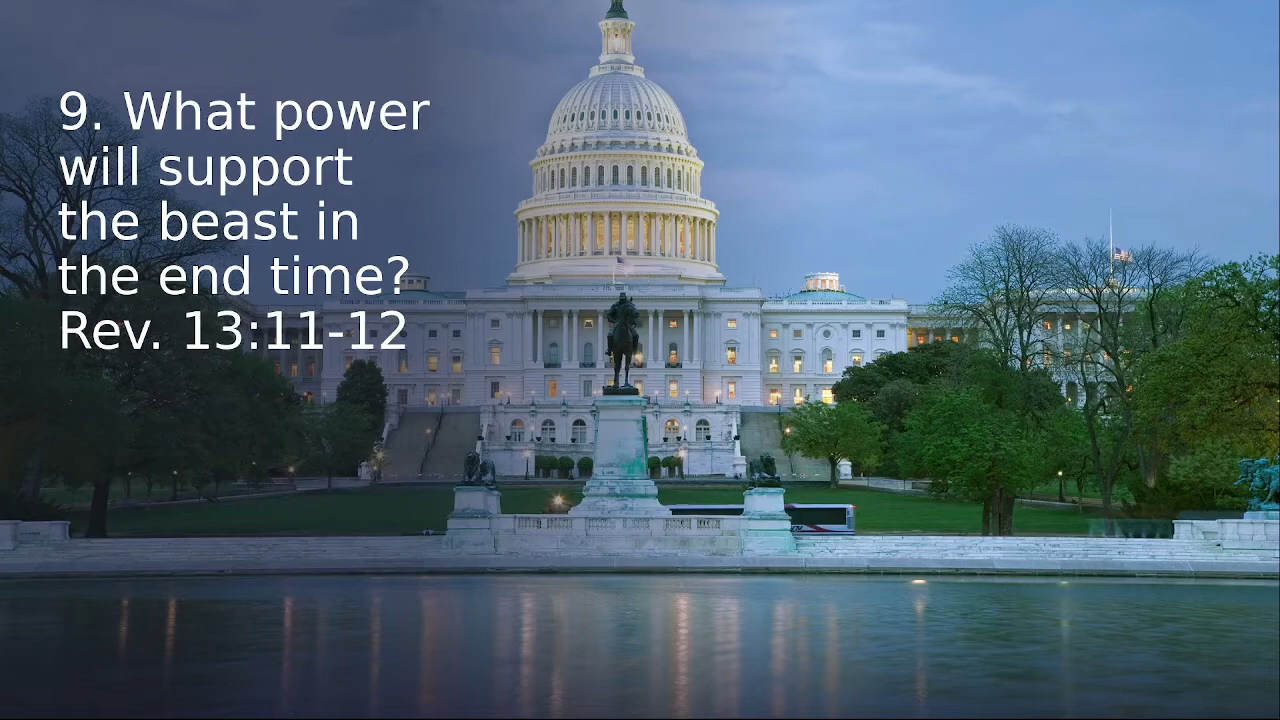 9. What power
will support
the beast in
the end time?
Rev. 13:11-12